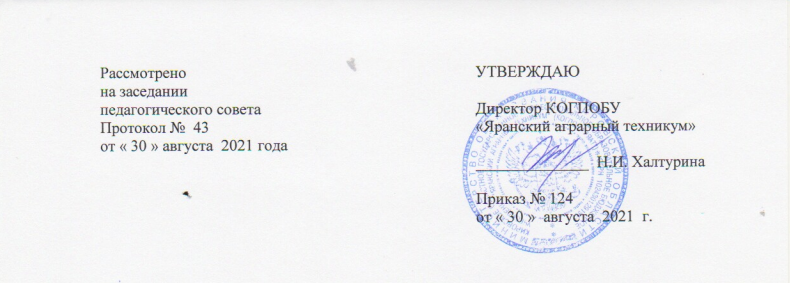 Рассмотрено
на заседании
педагогического совета
Протокол № 43
от « 30 » августа 2021 года
УТВЕРЖДАЮ
Директор КОГПОБУ
«Яранский аграрный техникум»
Н.И. Халтурина
Приказ № 124
от « 30 » августа 2021 г.